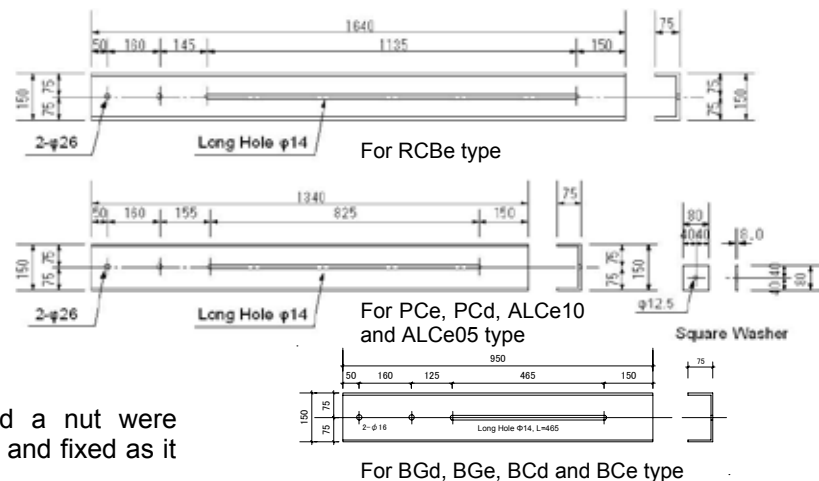 1640
75
50 160 145 1135 150
150 75 75
75 75 150
2-φ26
Long Hole φ14
For RCBe type
1340
75
50 160 155 825 150
80
40 40
8.0
150 75 75
75 75 150
40 40 80
2-φ26
Long Hole φ14
φ12.5
For PCe, PCd, ALCe10
and ALCe05 type
Square Washer
950
75
50 160 125 465 150
150 75 75
2-φ16
Long Hole Φ14, L=465
d a nut were
and fixed as it
For BGd, BGe, BCd and BCe type